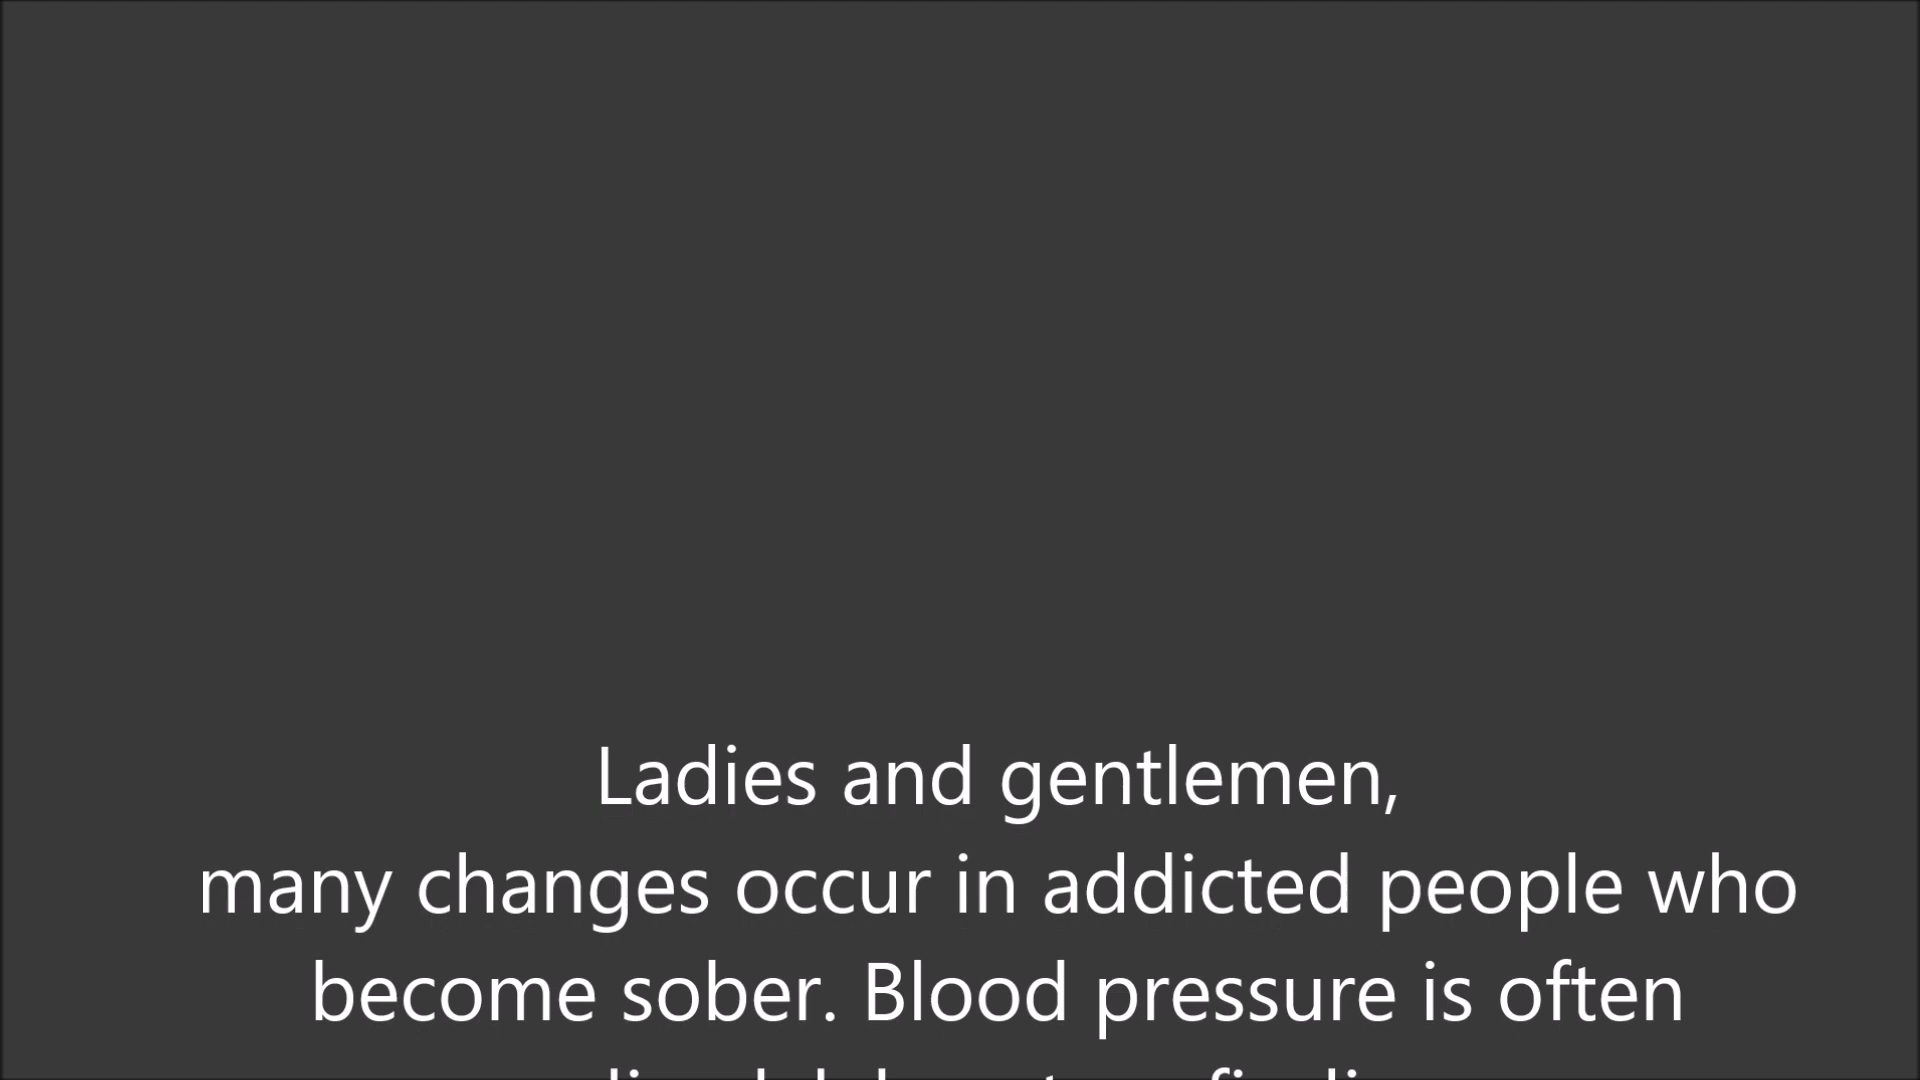 Ladies and gentlemen,
many changes occur in addicted people who
become sober. Blood pressure is often